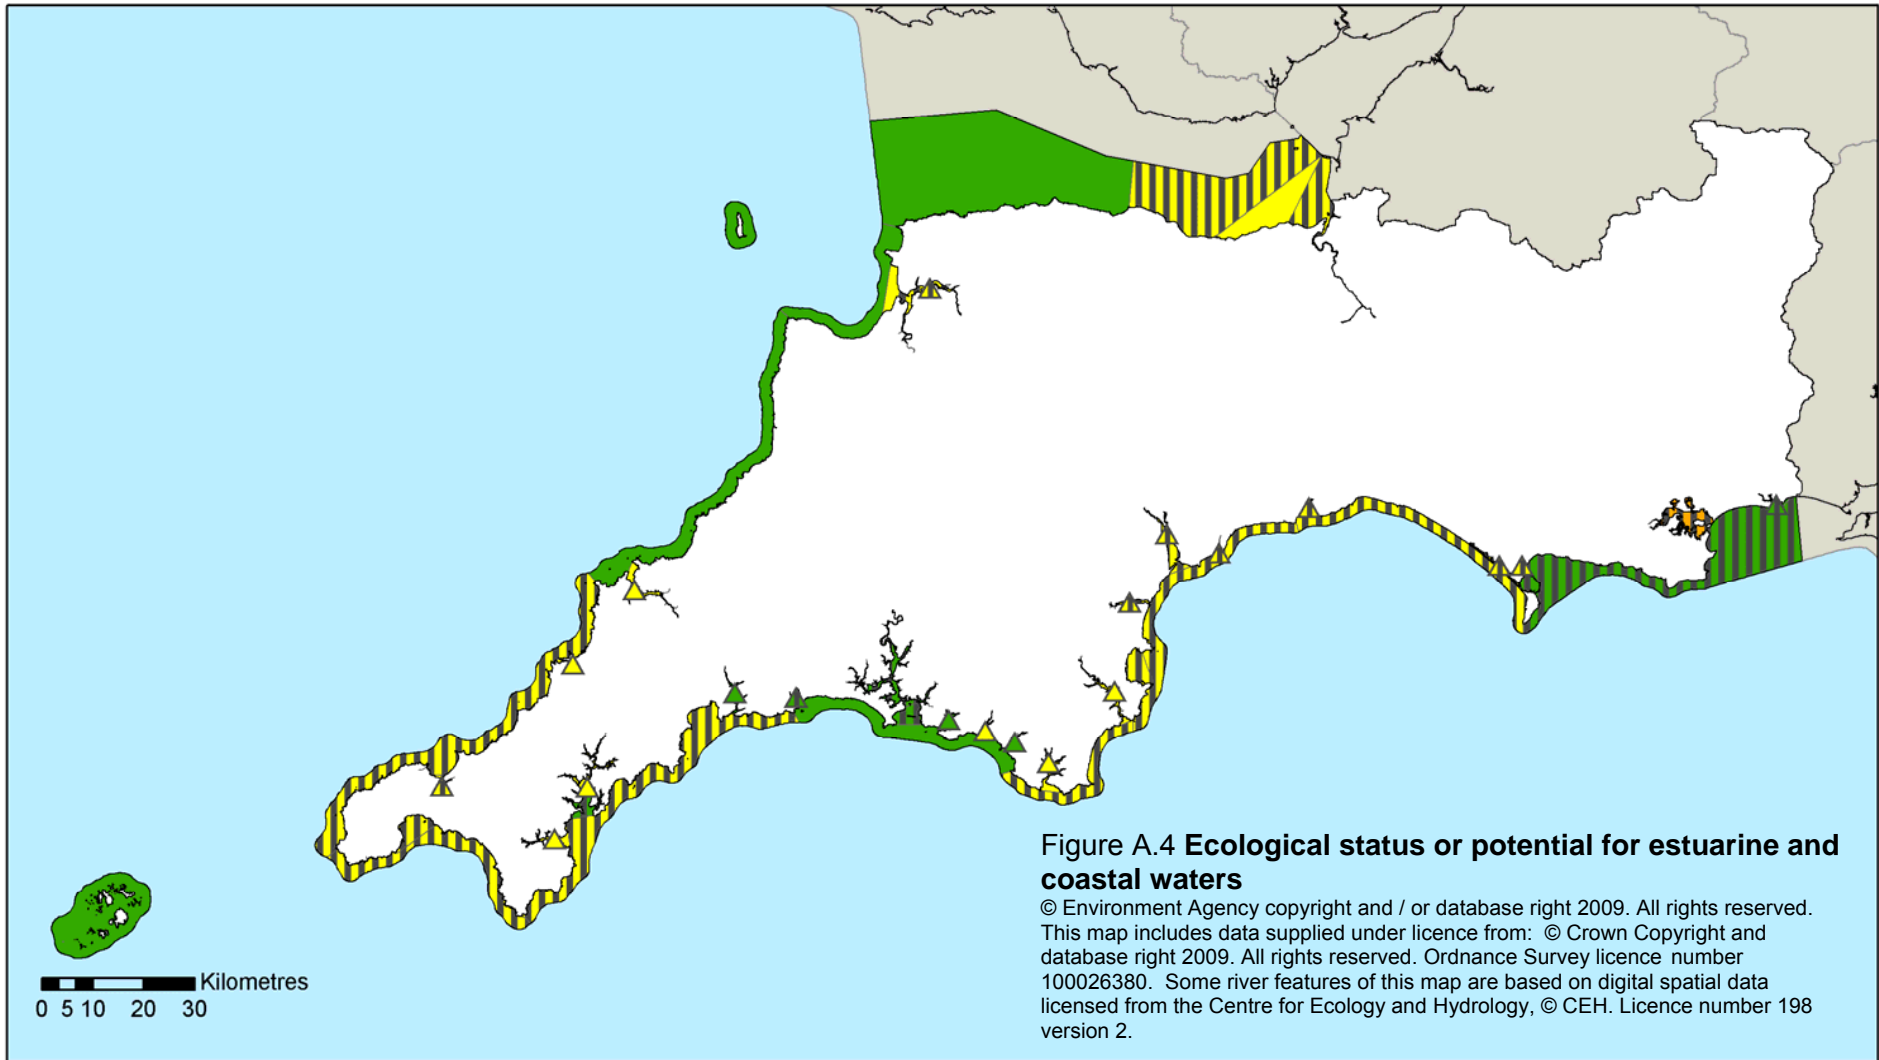 Figure A.4 Ecological status or potential for estuarine and
coastal waters
© Environment Agency copyright and / or database right 2009. All rights reserved.
This map includes data supplied under licence from: © Crown Copyright and
database right 2009. All rights reserved. Ordnance Survey licence number
100026380. Some river features of this map are based on digital spatial data
licensed from the Centre for Ecology and Hydrology, © CEH. Licence number 198
version 2.
Kilometres
0 5 10 20 30